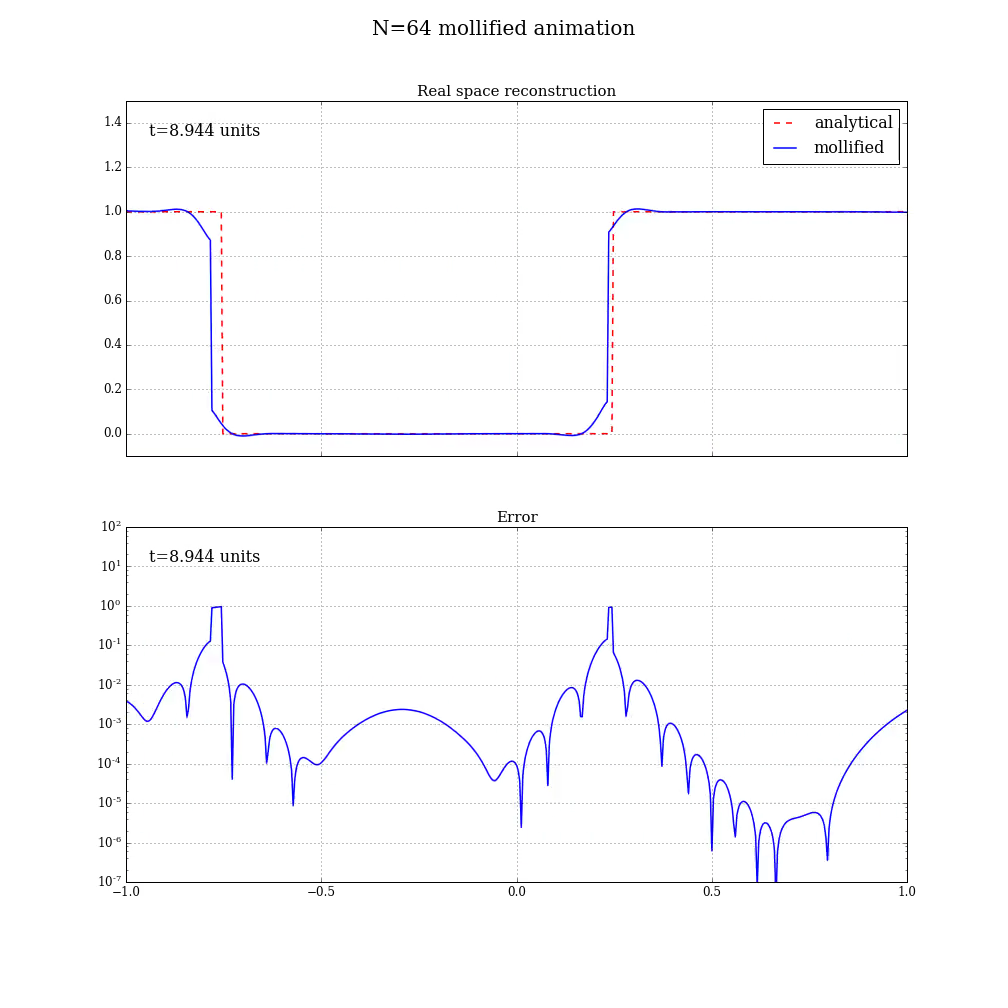 N=64 mollified animation
Real space reconstruction
t=8.944 units
analytical
mollified
1.4
1.2
1.0
0.8
0.6
0.4
0.2
0.0
Error
t=8.944 units
10²
10¹
10⁰
10⁻¹
10⁻²
10⁻³
10⁻⁴
10⁻⁵
10⁻⁶
10⁻⁷
−1.0 −0.5 0.0 0.5 1.0